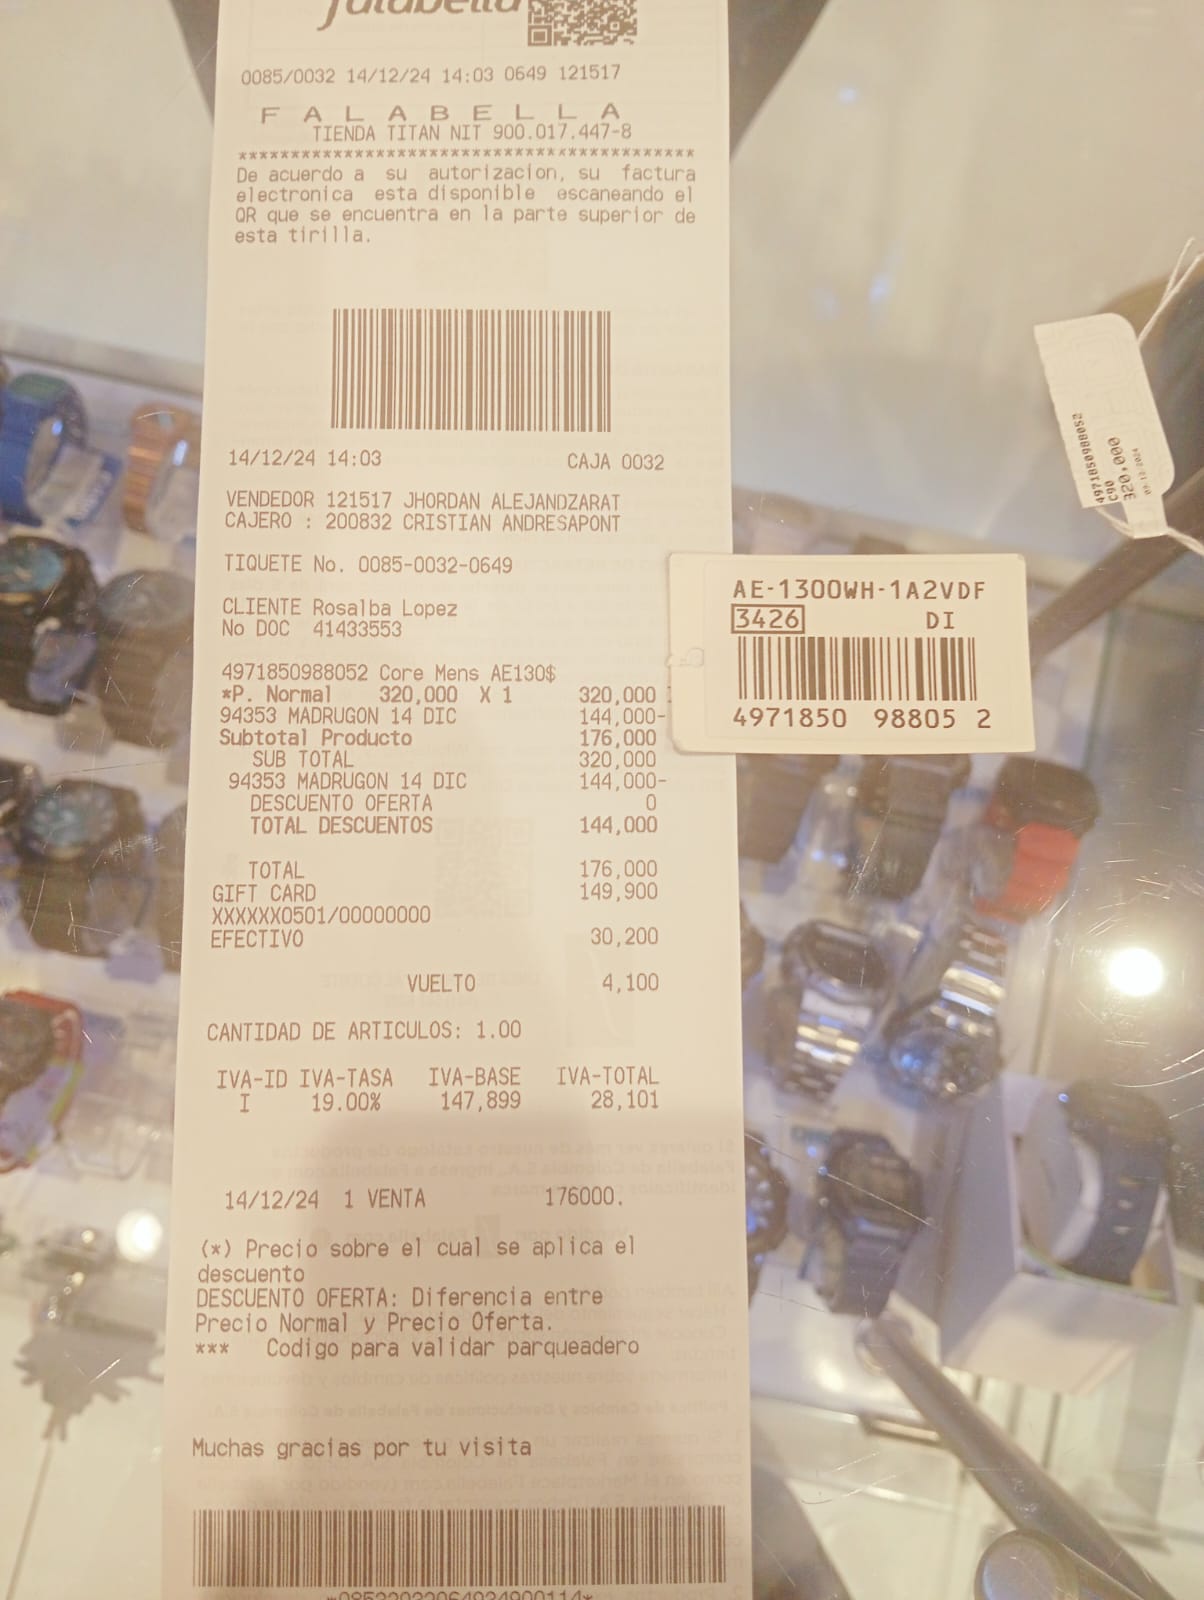 falabella
0085/0032 14/12/24 14:03 0649 121517
F A L A B E L L A
TIENDA TITAN NIT 900.017.447-8
********************************************
De acuerdo a su autorizacion, su factura
electronica esta disponible escaneando el
QR que se encuentra en la parte superior de
esta tirilla.
14/12/24 14:03 CAJA 0032
VENDEDOR 121517 JHORDAN ALEJANDZARAT
CAJERO : 200832 CRISTIAN ANDRESAPONT
TIQUETE No. 0085-0032-0649
CLIENTE Rosalba Lopez
No DOC 41433553
4971850988052 Core Mens AE130$
*P. Normal 320,000 X 1 320,000
94353 MADRUGON 14 DIC 144,000-
Subtotal Producto 176,000
SUB TOTAL 320,000
94353 MADRUGON 14 DIC 144,000-
DESCUENTO OFERTA 0
TOTAL DESCUENTOS 144,000
TOTAL 176,000
GIFT CARD 149,900
XXXXXX0501/00000000
EFECTIVO 30,200
VUELTO 4,100
CANTIDAD DE ARTICULOS: 1.00
IVA-ID IVA-TASA IVA-BASE IVA-TOTAL
I 19.00% 147,899 28,101
14/12/24 1 VENTA 176000.
(*) Precio sobre el cual se aplica el
descuento
DESCUENTO OFERTA: Diferencia entre
Precio Normal y Precio Oferta.
*** Codigo para validar parqueadero
Muchas gracias por tu visita
AE-1300WH-1A2VDF
3426 DI
4971850 98805 2
4971850988052
C90
320,000